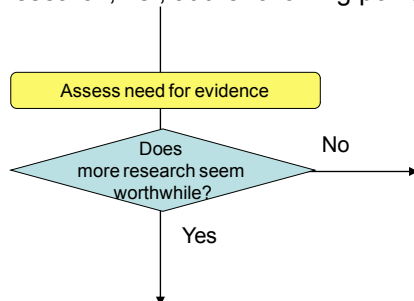 Assess need for evidence
Does
more research seem
worthwhile?
No
Yes